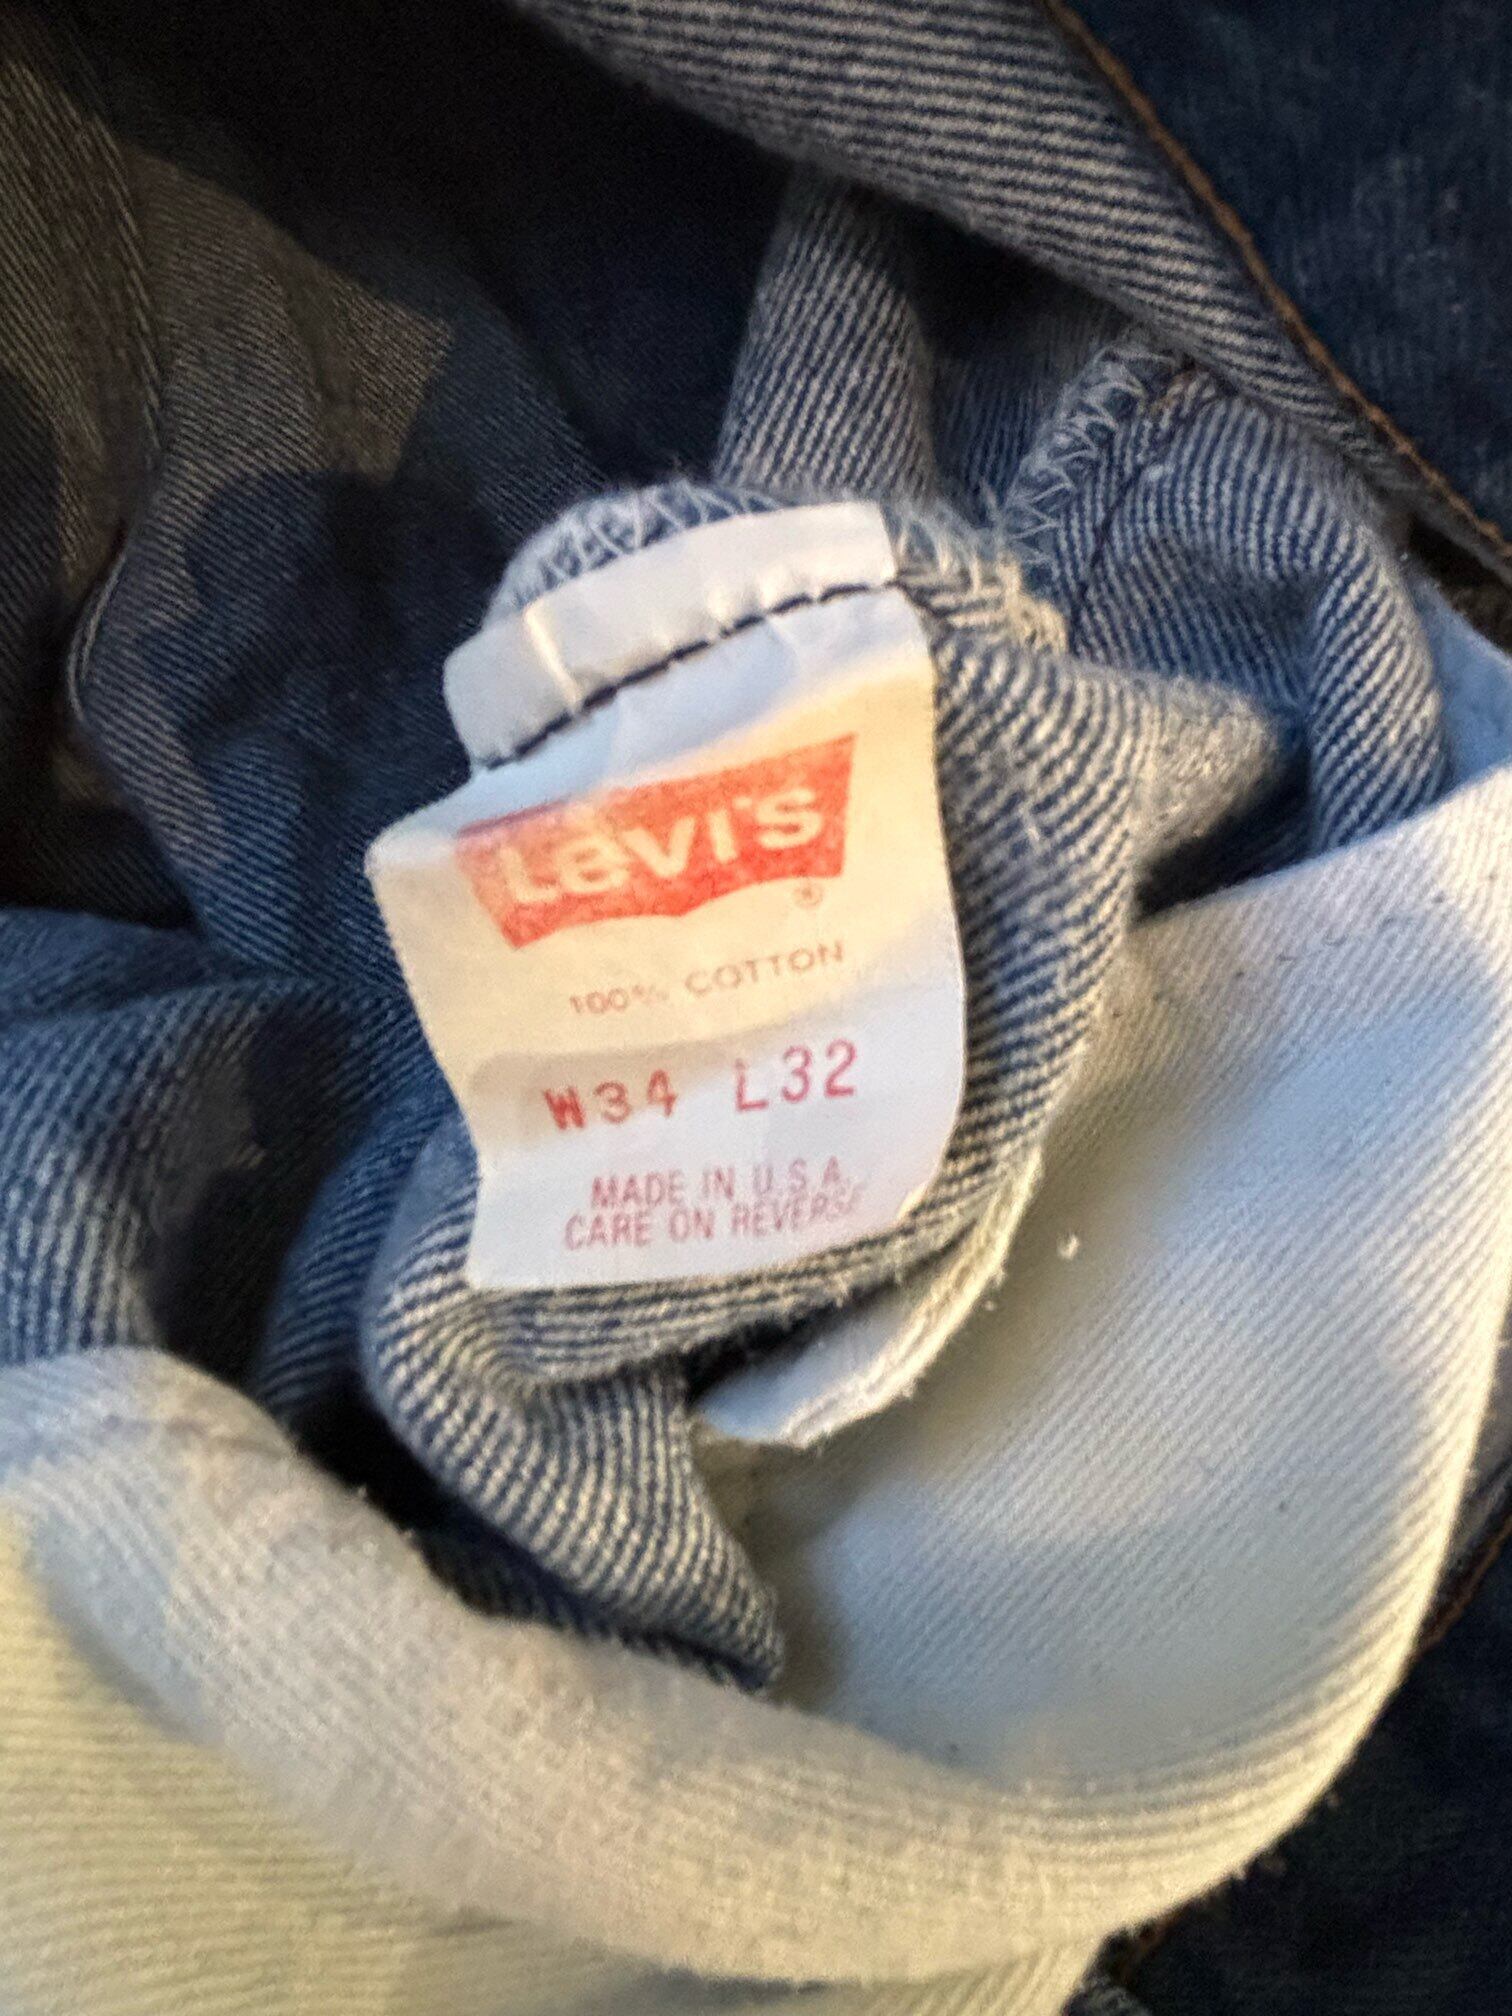 Levi's ®
100% COTTON
W34 L32
MADE IN U.S.A.
CARE ON REVERSE